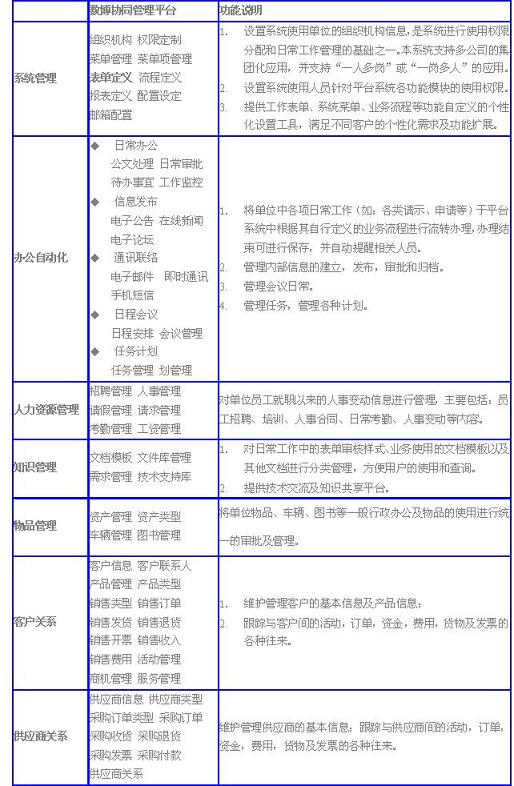 数博协同管理平台 功能说明
系统管理
组织机构 权限定制
菜单管理 菜单项管理
表单定义 流程定义
报表定义 配置设定
邮箱配置
1. 设置系统使用单位的组织机构信息,是系统进行使用权限
分配和日常工作管理的基础之一。本系统支持多公司的集
团化应用，并支持“一人多岗”或“一岗多人”的应用。
2. 设置系统使用人员针对平台系统各功能模块的使用权限。
3. 提供工作表单、系统菜单、业务流程等功能自定义的个性
化设置工具，满足不同客户的个性化需求及功能扩展。
办公自动化
◆ 日常办公
公文处理 日常审批
待办事宜 工作监控
◆ 信息发布
电子公告 在线新闻
电子论坛
◆ 通讯联络
电子邮件 即时通讯
手机短信
◆ 日程会议
日程安排 会议管理
◆ 任务计划
任务管理 划管理
1. 将单位中各项日常工作（如：各类请示、申请等）于平台
系统中根据其自行定义的业务流程进行流转办理,办理结
束可进行保存，并自动提醒相关人员。
2. 管理内部信息的建立，发布，审批和归档。
3. 管理会议日常。
4. 管理任务，管理各种计划。
人力资源管理
招聘管理 人事管理
请假管理 请求管理
考勤管理 工资管理
对单位员工就职以来的人事变动信息进行管理，主要包括：员
工招聘、培训、人事合同、日常考勤、人事变动等内容。
知识管理
文档模板 文件库管理
需求管理 技术支持库
1. 对日常工作中的表单审核样式、业务使用的文档模板以及
其他文档进行分类管理，方便用户的使用和查询。
2. 提供技术交流及知识共享平台。
物品管理
资产管理 资产类型
车辆管理 图书管理
将单位物品、车辆、图书等一般行政办公及物品的使用进行统
一的审批及管理。
客户关系
客户信息 客户联系人
产品管理 产品类型
销售类型 销售订单
销售发货 销售退货
销售开票 销售收入
销售费用 活动管理
商机管理 服务管理
1. 维护管理客户的基本信息及产品信息；
2. 跟踪与客户间的活动，订单，资金，费用，货物及发票的
各种往来。
供应商关系
供应商信息 供应商类型
采购订单类型 采购订单
采购收货 采购退货
采购发票 采购付款
供应商关系
维护管理供应商的基本信息；跟踪与供应商间的活动，订单，
资金，费用，货物及发票的各种往来。